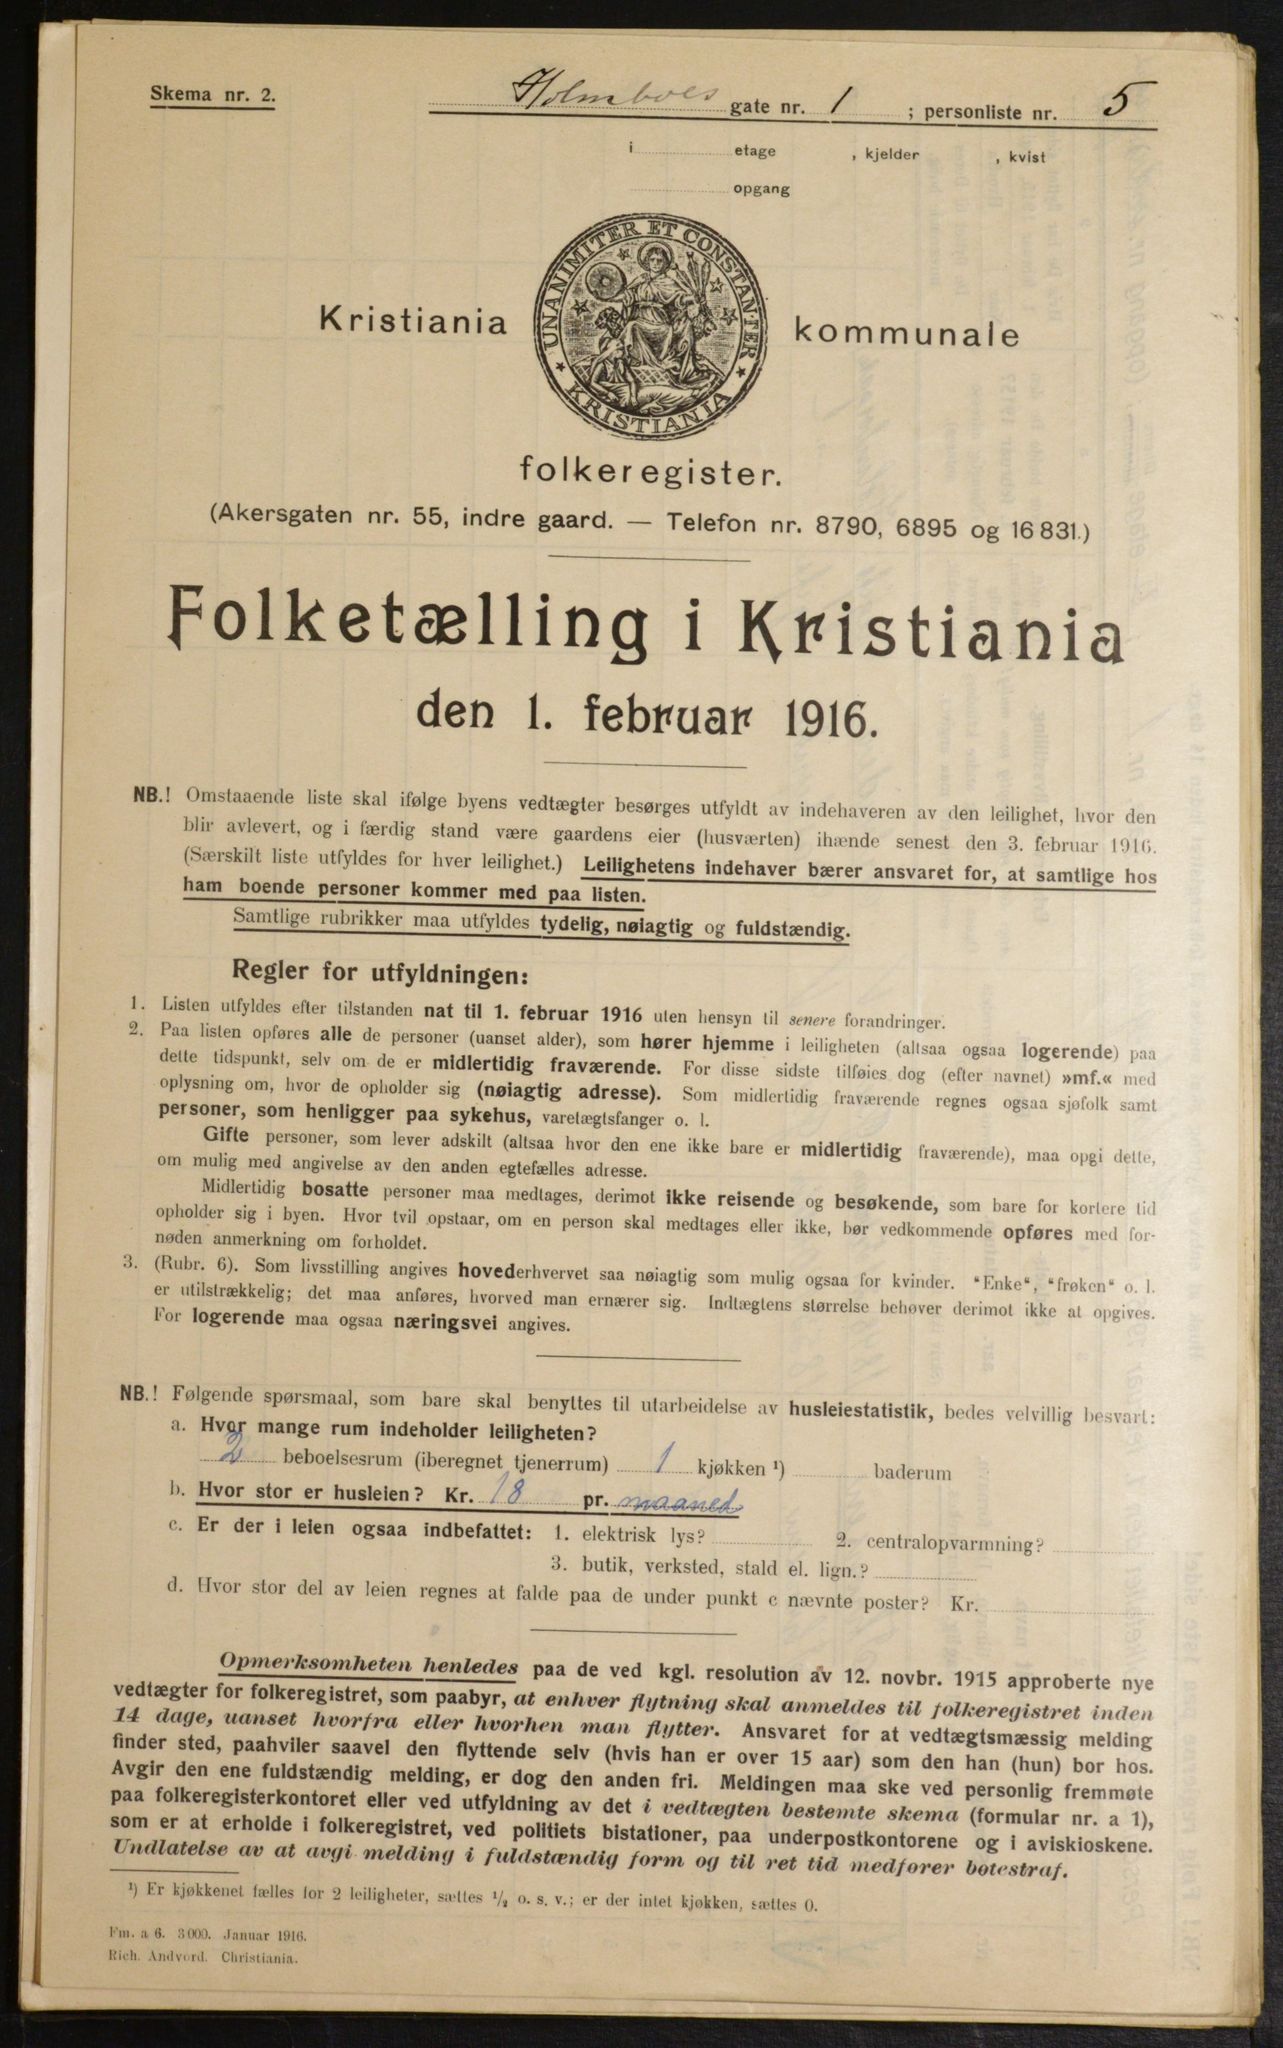 Skema nr. 2.
Holmboes gate nr. 1 ; personliste nr. 5
i etage , kjelder , kvist
opgang
UNANIMITER ET CONSTANTER
KRISTIANIA
Kristiania kommunale
folkeregister.
(Akersgaten nr. 55, indre gaard. — Telefon nr. 8790, 6895 og 16 831.)
Folketælling i Kristiania
den 1. februar 1916.
NB.! Omstaaende liste skal ifølge byens vedtægter besørges utfyldt av indehaveren av den leilighet, hvor den
blir avlevert, og i færdig stand være gaardens eier (husværten) ihænde senest den 3. februar 1916.
(Særskilt liste utfyldes for hver leilighet.) Leilighetens indehaver bærer ansvaret for, at samtlige hos
ham boende personer kommer med paa listen.
Samtlige rubrikker maa utfyldes tydelig, nøiagtig og fuldstændig.
Regler for utfyldningen:
1. Listen utfyldes efter tilstanden nat til 1. februar 1916 uten hensyn til senere forandringer.
2. Paa listen opføres alle de personer (uanset alder), som hører hjemme i leiligheten (altsaa ogsaa logerende) paa
dette tidspunkt, selv om de er midlertidig fraværende. For disse sidste tilføies dog (efter navnet) »mf.« med
oplysning om, hvor de opholder sig (nøiagtig adresse). Som midlertidig fraværende regnes ogsaa sjøfolk samt
personer, som henligger paa sykehus, varetægtsfanger o. l.
Gifte personer, som lever adskilt (altsaa hvor den ene ikke bare er midlertidig fraværende), maa opgi dette,
om mulig med angivelse av den anden egtefælles adresse.
Midlertidig bosatte personer maa medtages, derimot ikke reisende og besøkende, som bare for kortere tid
opholder sig i byen. Hvor tvil opstaar, om en person skal medtages eller ikke, bør vedkommende opføres med for-
nøden anmerkning om forholdet.
3. (Rubr. 6). Som livsstilling angives hovederhvervet saa nøiagtig som mulig ogsaa for kvinder. "Enke", "frøken" o. l.
er utilstrækkelig; det maa anføres, hvorved man ernærer sig. Indtægtens størrelse behøver derimot ikke at opgives.
For logerende maa ogsaa næringsvei angives.
NB.! Følgende spørsmaal, som bare skal benyttes til utarbeidelse av husleiestatistik, bedes velvillig besvart:
a. Hvor mange rum indeholder leiligheten?
2 beboelsesrum (iberegnet tjenerrum) 1 kjøkken ¹) baderum
b. Hvor stor er husleien? Kr. 18 pr. maaned
c. Er der i leien ogsaa indbefattet: 1. elektrisk lys? 2. centralopvarmning?
3. butik, verksted, stald el. lign.?
d. Hvor stor del av leien regnes at falde paa de under punkt c nævnte poster? Kr.
Opmerksomheten henledes paa de ved kgl. resolution av 12. novbr. 1915 approberte nye
vedtægter for folkeregistret, som paabyr, at enhver flytning skal anmeldes til folkeregistret inden
14 dage, uanset hvorfra eller hvorhen man flytter. Ansvaret for at vedtægtsmæssig melding
finder sted, paahviler saavel den flyttende selv (hvis han er over 15 aar) som den han (hun) bor hos.
Avgir den ene fuldstændig melding, er dog den anden fri. Meldingen maa ske ved personlig fremmøte
paa folkeregisterkontoret eller ved utfyldning av det i vedtægten bestemte skema (formular nr. a 1),
som er at erholde i folkeregistret, ved politiets bistationer, paa underpostkontorene og i aviskioskene.
Undlatelse av at avgi melding i fuldstændig form og til ret tid medfører bøtestraf.
¹) Er kjøkkenet fælles for 2 leiligheter, sættes ½ o. s. v.; er der intet kjøkken, sættes 0.
Fm. a 6. 3 000. Januar 1916.
Rich. Andvord. Christiania.